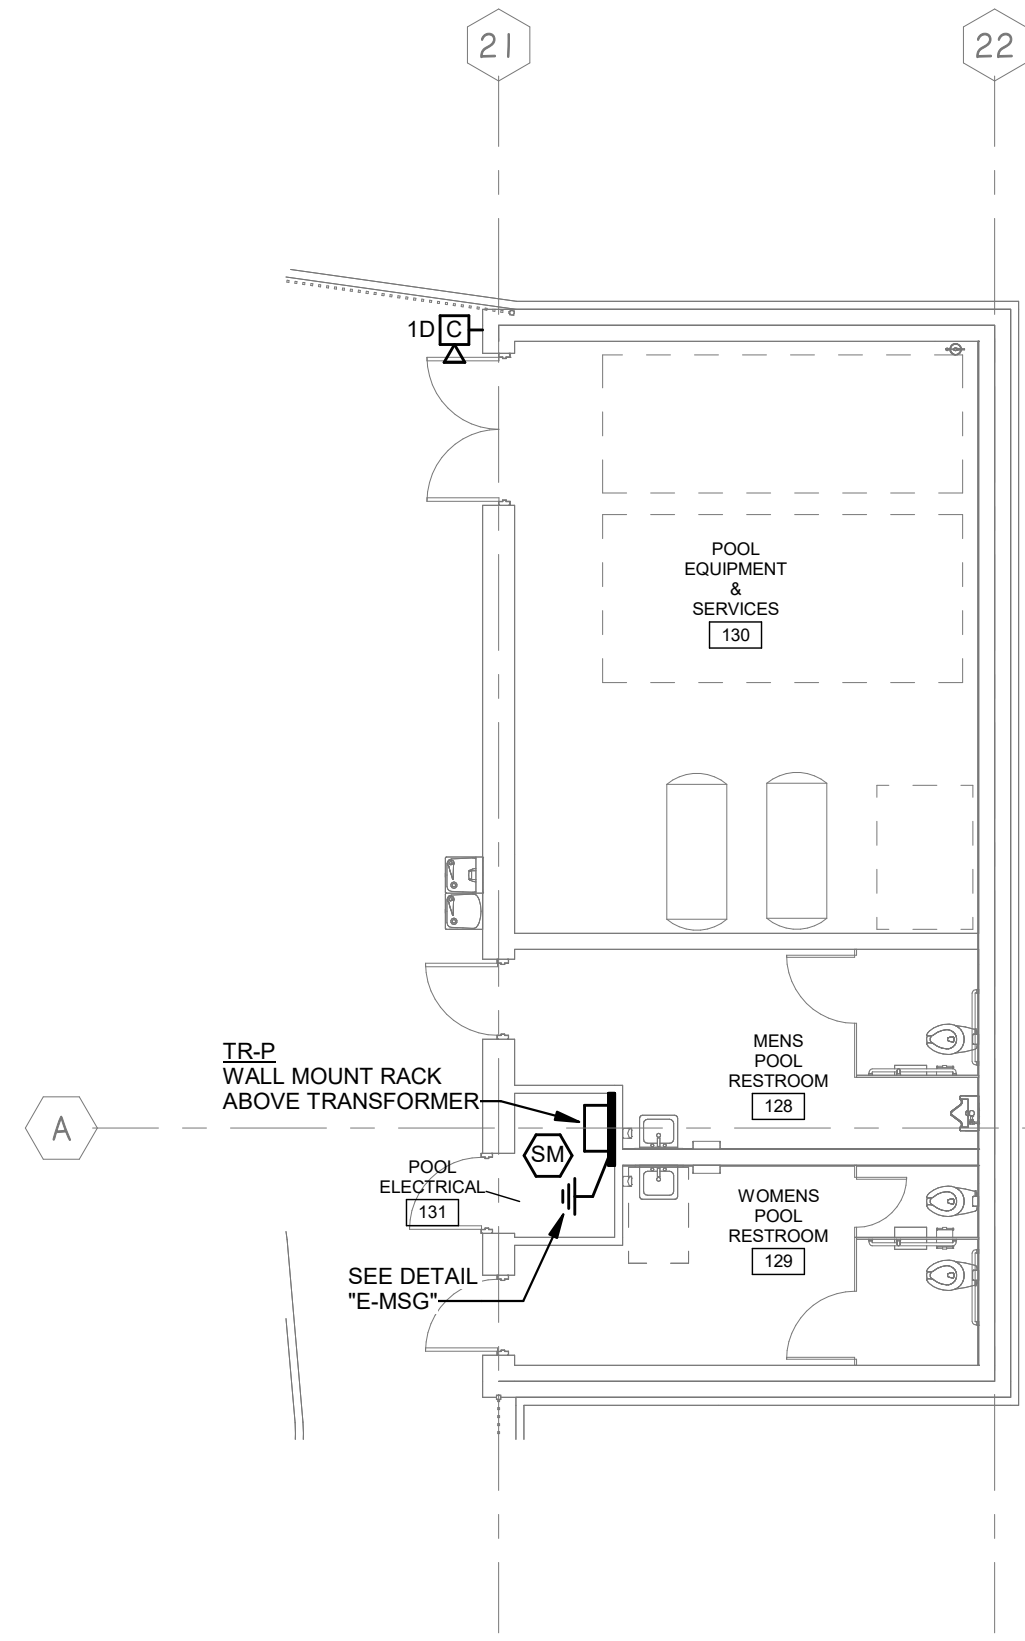 21
22
1D C
POOL
EQUIPMENT
&
SERVICES
130
TR-P
WALL MOUNT RACK
ABOVE TRANSFORMER
MENS
POOL
RESTROOM
128
A
SM
POOL
ELECTRICAL
131
WOMENS
POOL
RESTROOM
129
SEE DETAIL
"E-MSG"